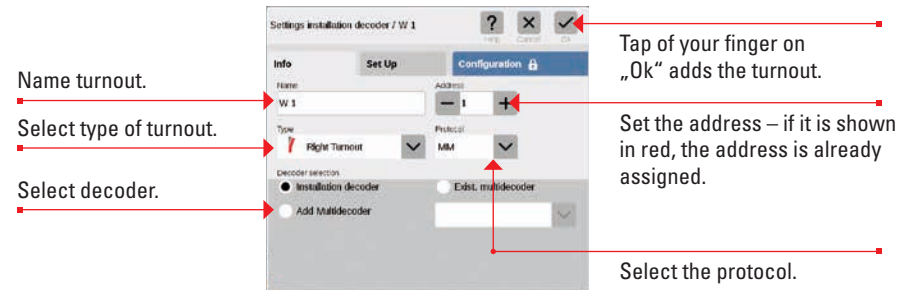 Settings installation decoder / W 1
?
Help
Cancel
Ok
Info
Set Up
Configuration
Name
W 1
Address
1
Type
Right Turnout
Protocol
MM
Decoder selection
Installation decoder
Exist. multidecoder
Add Multidecoder
Name turnout.
Select type of turnout.
Select decoder.
Tap of your finger on
„Ok“ adds the turnout.
Set the address – if it is shown
in red, the address is already
assigned.
Select the protocol.